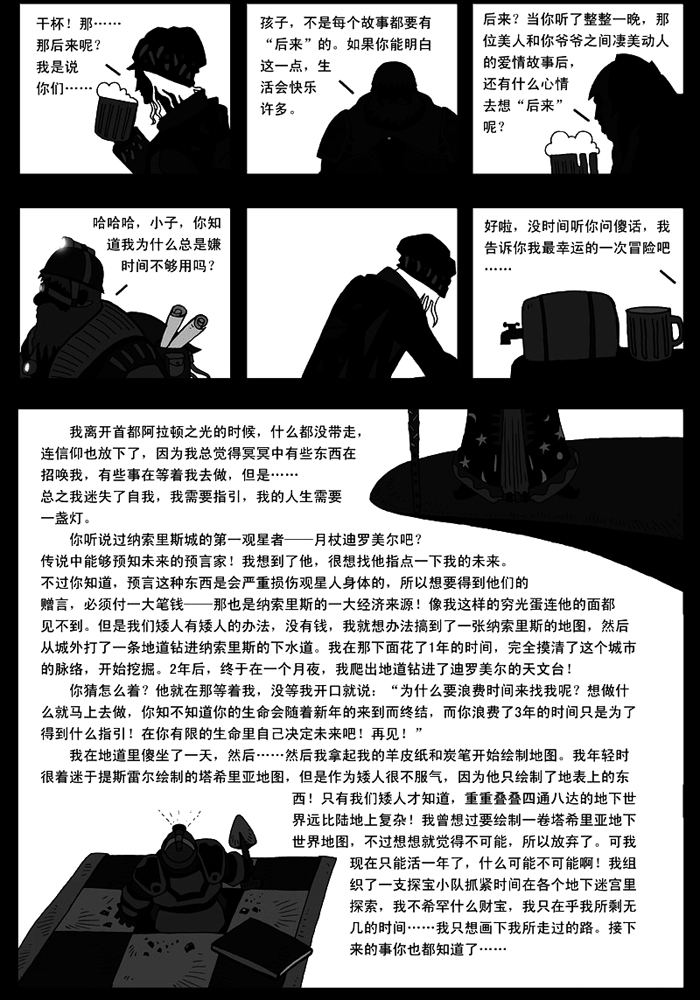 干杯！那……
那后来呢？
我是说
你们……
孩子，不是每个故事都要有
“后来”的。如果你能明白
这一点，生
活会快乐
许多。
后来？当你听了整整一晚，那
位美人和你爷爷之间凄美动人
的爱情故事后，
还有什么心情
去想“后来”
呢？
哈哈哈，小子，你知
道我为什么总是嫌
时间不够用吗？
好啦，没时间听你问傻话，我
告诉你我最幸运的一次冒险吧
……
我离开首都阿拉顿之光的时候，什么都没带走，
连信仰也放下了，因为我总觉得冥冥中有些东西在
招唤我，有些事在等着我去做，但是……
总之我迷失了自我，我需要指引，我的人生需要
一盏灯。
你听说过纳索里斯城的第一观星者——月杖迪罗美尔吧？
传说中能够预知未来的预言家！我想到了他，很想找他指点一下我的未来。
不过你知道，预言这种东西是会严重损伤观星人身体的，所以想要得到他们的
赠言，必须付一大笔钱——那也是纳索里斯的一大经济来源！像我这样的穷光蛋连他的面都
见不到。但是我们矮人有矮人的办法，没有钱，我就想办法搞到了一张纳索里斯的地图，然后
从城外打了一条地道钻进纳索里斯的下水道。我在那下面花了1年的时间，完全摸清了这个城市
的脉络，开始挖掘。2年后，终于在一个月夜，我爬出地道钻进了迪罗美尔的天文台！
你猜怎么着？他就在那等着我，没等我开口就说：“为什么要浪费时间来找我呢？想做什
么就马上去做，你知不知道你的生命会随着新年的来到而终结，而你浪费了3年的时间只是为了
得到什么指引！在你有限的生命里自己决定未来吧！再见！”
我在地道里傻坐了一天，然后……然后我拿起我的羊皮纸和炭笔开始绘制地图。我年轻时
很着迷于提斯雷尔绘制的塔希里亚地图，但是作为矮人很不服气，因为他只绘制了地表上的东
西！只有我们矮人才知道，重重叠叠四通八达的地下世
界远比陆地上复杂！我曾想过要绘制一卷塔希里亚地下
世界地图，不过想想就觉得不可能，所以放弃了。可我
现在只能活一年了，什么可能不可能啊！我组
织了一支探宝小队抓紧时间在各个地下迷宫里
探索，我不希罕什么财宝，我只在乎我所剩无
几的时间……我只想画下我所走过的路。接下
来的事你也都知道了……